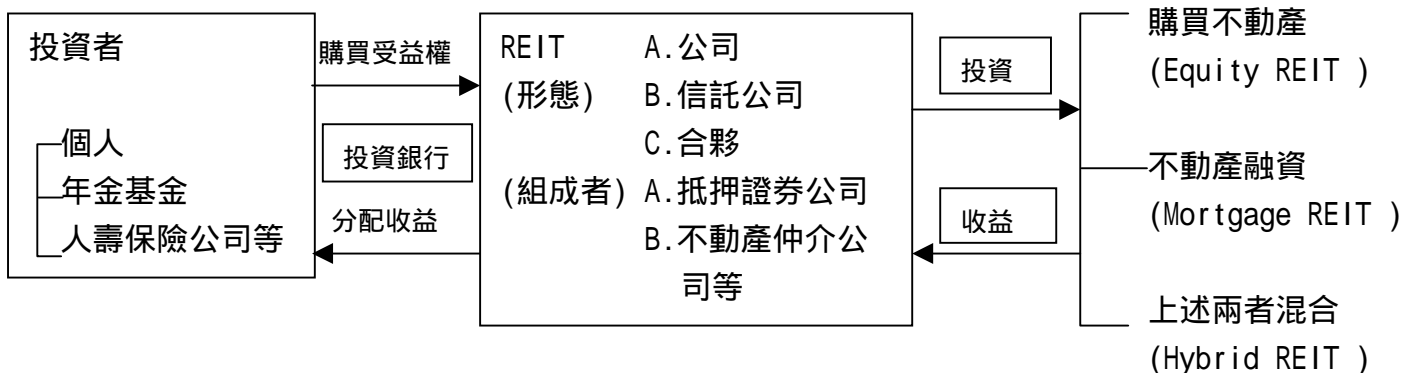 投資者
個人
年金基金
人壽保險公司等
購買受益權
投資銀行
分配收益
REIT A.公司
(形態) B.信託公司
C.合夥
(組成者) A.抵押證券公司
B.不動產仲介公
司等
投資
收益
購買不動產
(Equity REIT )
不動產融資
(Mortgage REIT )
上述兩者混合
(Hybrid REIT )